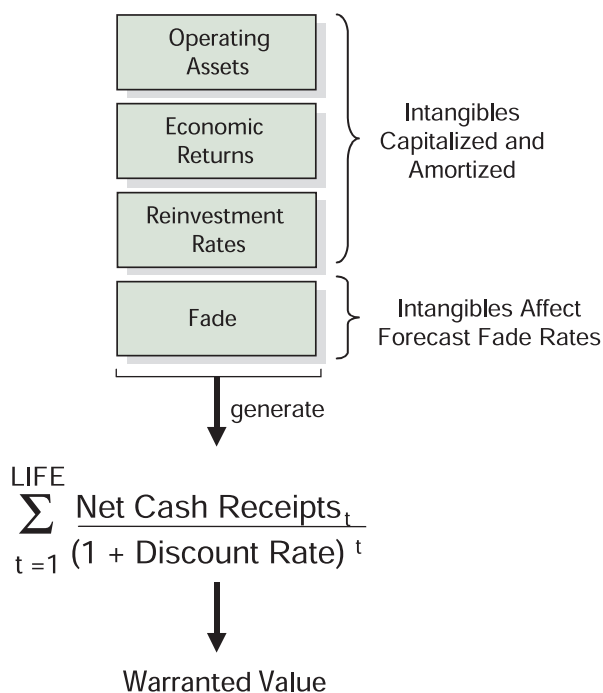 Operating
Assets
Economic
Returns
Reinvestment
Rates
Intangibles
Capitalized and
Amortized
Fade
Intangibles Affect
Forecast Fade Rates
generate
LIFE
Σ
t =1
Net Cash Receipts t
(1 + Discount Rate) t
Warranted Value